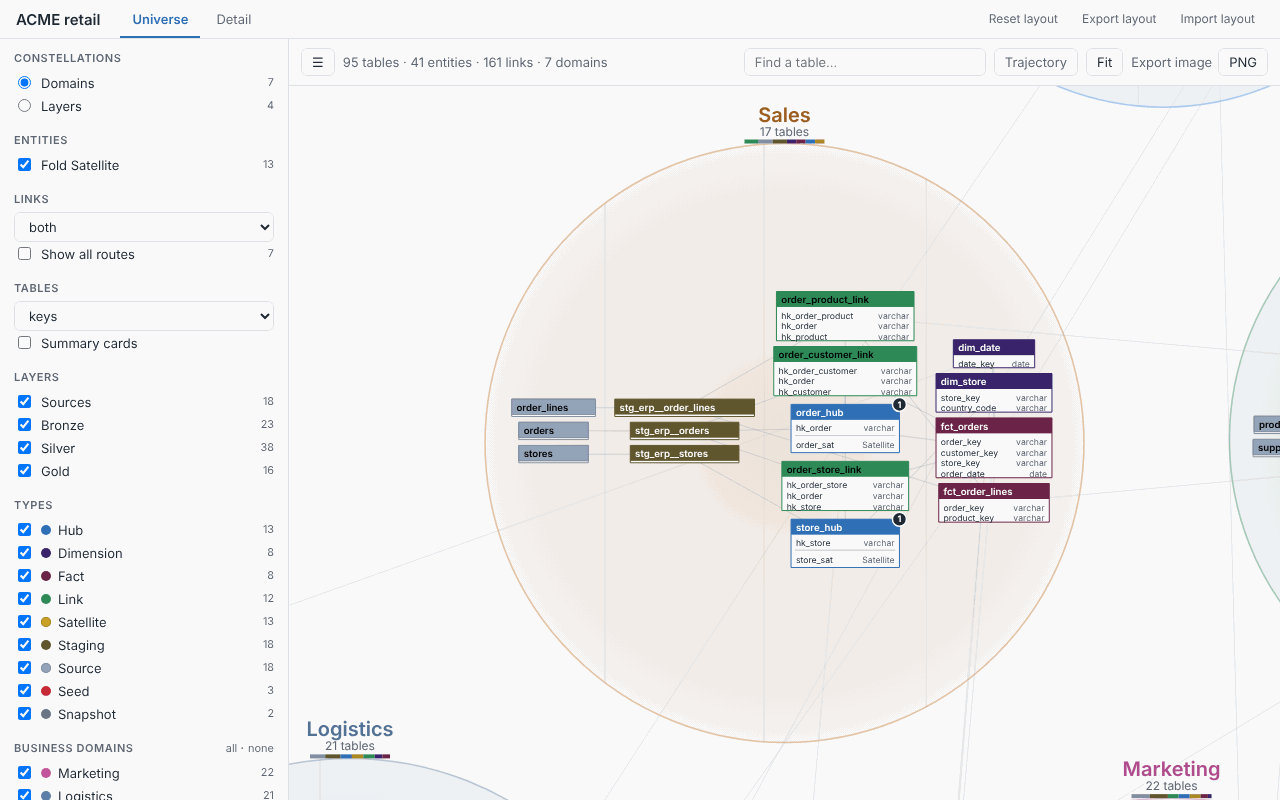 ACME retail
Universe
Detail
Reset layout
Export layout
Import layout
CONSTELLATIONS
Domains 7
Layers 4
ENTITIES
Fold Satellite 13
LINKS
both
Show all routes 7
TABLES
keys
Summary cards
LAYERS
Sources 18
Bronze 23
Silver 48
Gold 16
TYPES
Hub 13
Dimension 8
Fact 8
Link 12
Satellite 13
Staging 18
Source 18
Seed 3
Snapshot 2
BUSINESS DOMAINS all · none
Marketing 22
Logistics 21
☰
95 tables · 41 entities · 161 links · 7 domains
Find a table...
Trajectory
Fit
Export image
PNG
Sales
17 tables
order_lines
orders
stores
stg_erp__order_lines
stg_erp__orders
stg_erp__stores
order_product_link
hk_order_product varchar
hk_order varchar
hk_product varchar
order_customer_link
hk_order_customer varchar
hk_order varchar
hk_customer varchar
order_hub 1
hk_order varchar
order_sat Satellite
order_store_link
hk_order_store varchar
hk_order varchar
hk_store varchar
store_hub 1
hk_store varchar
store_sat Satellite
dim_date
date_key date
dim_store
store_key varchar
country_code varchar
fct_orders
order_key varchar
customer_key varchar
store_key varchar
order_date date
fct_order_lines
order_key varchar
product_key varchar
prod
supp
Logistics
21 tables
Marketing
22 tables